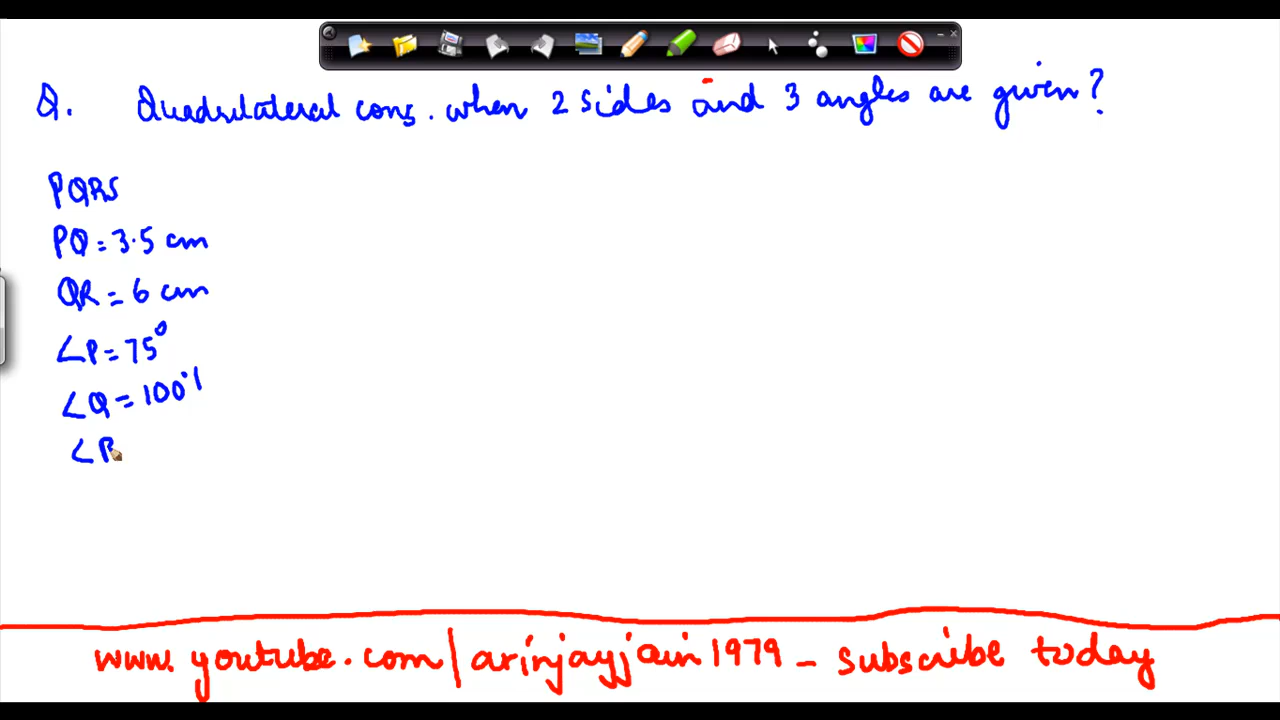 Q. Quadrilateral cons. when 2 sides and 3 angles are given?
PQRS
PQ = 3.5 cm
QR = 6 cm
∠P = 75°
∠Q = 100°
∠R
www.youtube.com/arinjayjain1979 - subscribe today